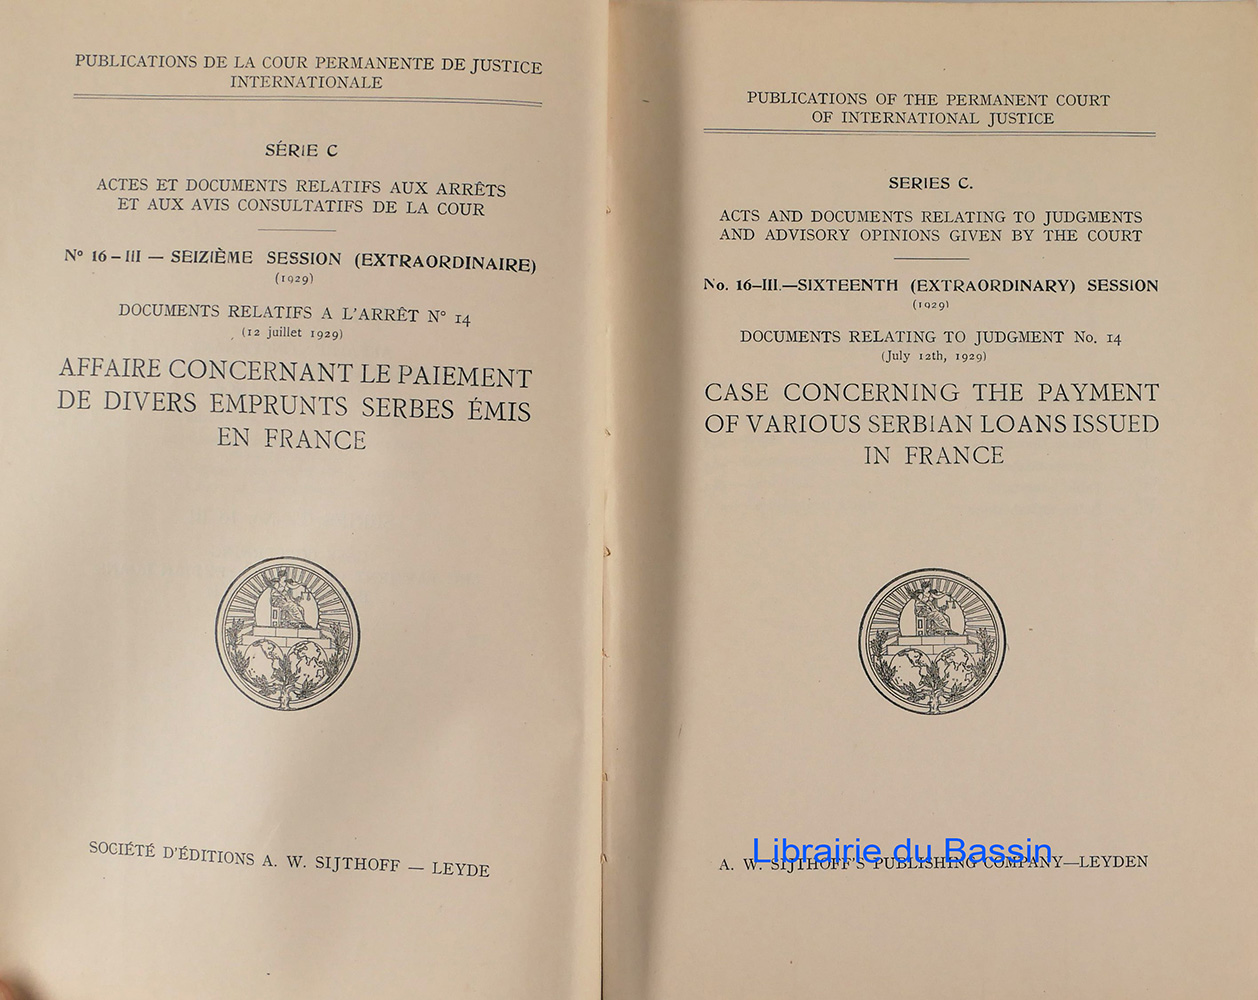 PUBLICATIONS DE LA COUR PERMANENTE DE JUSTICE
INTERNATIONALE
SÉRIE C
ACTES ET DOCUMENTS RELATIFS AUX ARRÊTS
ET AUX AVIS CONSULTATIFS DE LA COUR
N° 16 – III — SEIZIÈME SESSION (EXTRAORDINAIRE)
(1929)
DOCUMENTS RELATIFS A L'ARRÊT N° 14
(12 juillet 1929)
AFFAIRE CONCERNANT LE PAIEMENT
DE DIVERS EMPRUNTS SERBES ÉMIS
EN FRANCE
SOCIÉTÉ D'ÉDITIONS A. W. SIJTHOFF — LEYDE
PUBLICATIONS OF THE PERMANENT COURT
OF INTERNATIONAL JUSTICE
SERIES C.
ACTS AND DOCUMENTS RELATING TO JUDGMENTS
AND ADVISORY OPINIONS GIVEN BY THE COURT
No. 16–III.—SIXTEENTH (EXTRAORDINARY) SESSION
(1929)
DOCUMENTS RELATING TO JUDGMENT No. 14
(July 12th, 1929)
CASE CONCERNING THE PAYMENT
OF VARIOUS SERBIAN LOANS ISSUED
IN FRANCE
Librairie du Bassin
A. W. SIJTHOFF'S PUBLISHING COMPANY—LEYDEN